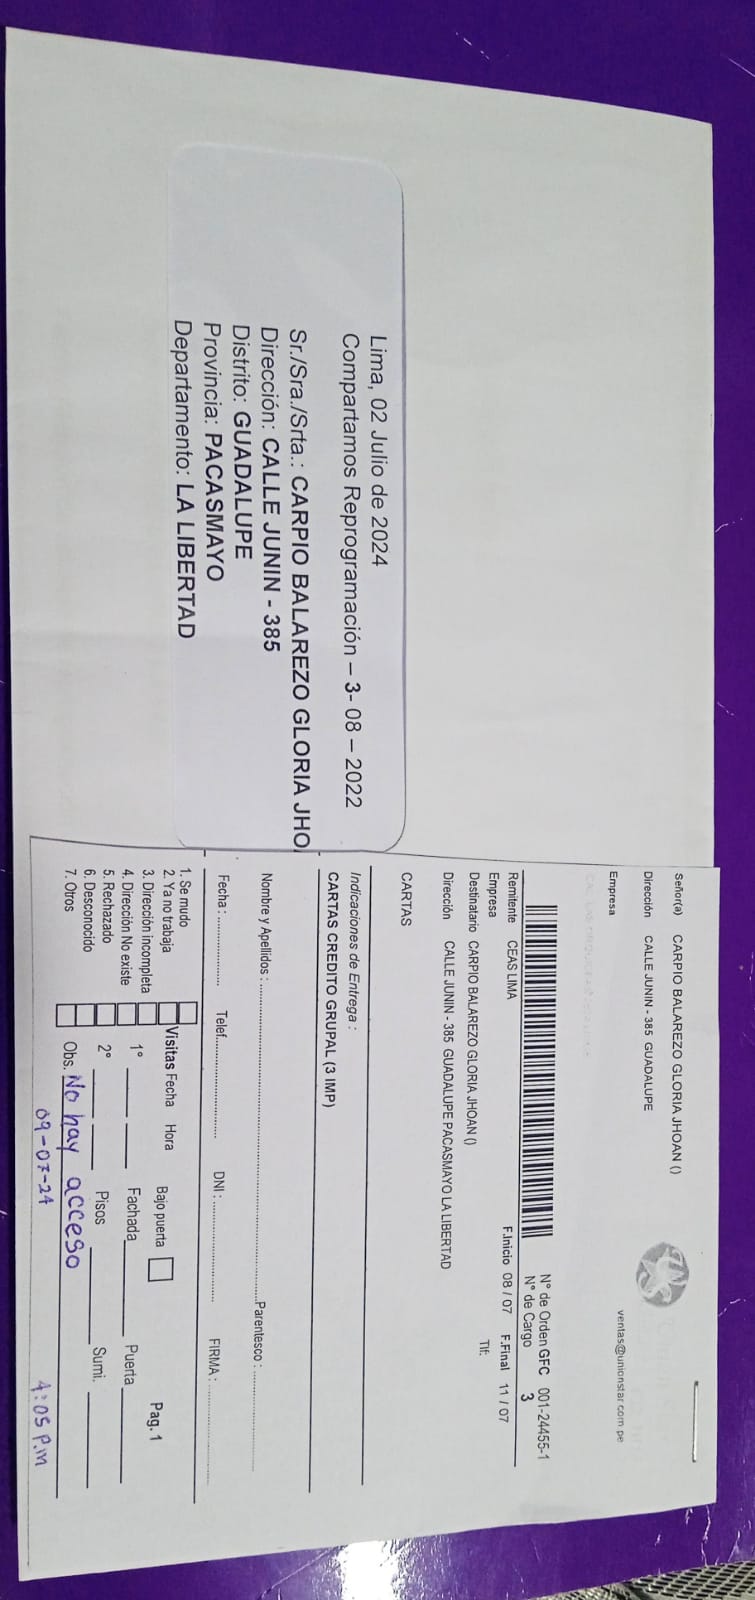 Lima, 02 Julio de 2024
Compartamos Reprogramación – 3- 08 – 2022
Sr./Sra./Srta.: CARPIO BALAREZO GLORIA JHO
Dirección: CALLE JUNIN - 385
Distrito: GUADALUPE
Provincia: PACASMAYO
Departamento: LA LIBERTAD
Señor(a) CARPIO BALAREZO GLORIA JHOAN ()
Dirección CALLE JUNIN - 385 GUADALUPE
Empresa
ventas@unionstar.com.pe
N° de Orden GFC 001-24455-1
N° de Cargo 3
Remitente CEAS LIMA F.Inicio 08 / 07 F.Final 11 / 07
Empresa
Destinatario CARPIO BALAREZO GLORIA JHOAN () Tlf:
Dirección CALLE JUNIN - 385 GUADALUPE PACASMAYO LA LIBERTAD
CARTAS
Indicaciones de Entrega :
CARTAS CREDITO GRUPAL (3 IMP)
Nombre y Apellidos : Parentesco :
Fecha : Telef. DNI : FIRMA :
1. Se mudo
2. Ya no trabaja
3. Dirección incompleta
4. Dirección No existe
5. Rechazado
6. Desconocido
7. Otros
Visitas Fecha Hora Bajo puerta Pag. 1
1° Fachada Puerta
2° Pisos Sumi.
Obs. No hay acceso
09-07-24 4:05 P.m